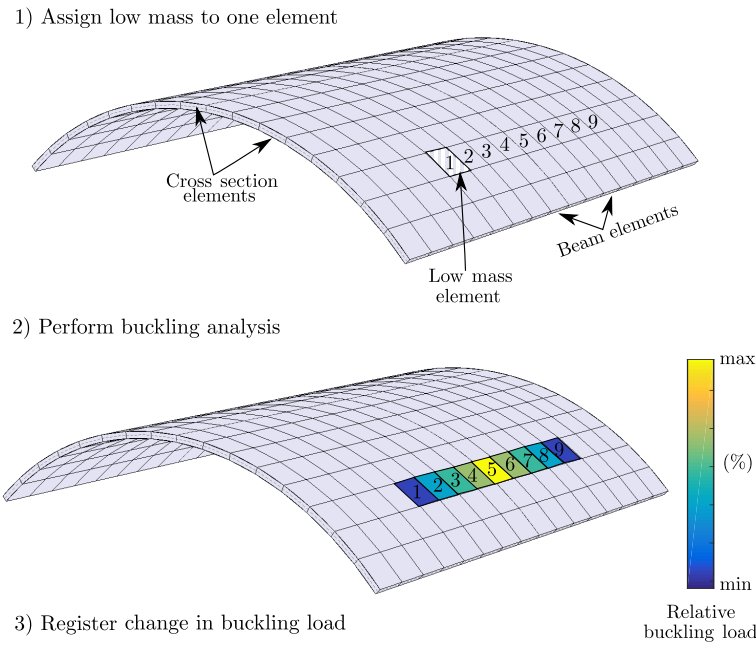 1) Assign low mass to one element
1 2 3 4 5 6 7 8 9
Cross section
elements
Beam elements
Low mass
element
2) Perform buckling analysis
max
1 2 3 4 5 6 7 8 9
(%)
min
3) Register change in buckling load
Relative
buckling load